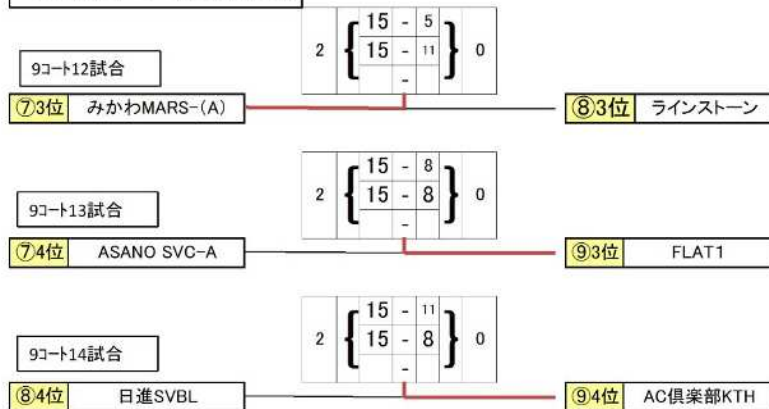 15 - 5
2 { 15 - 11 } 0
-
9コート12試合
⑦3位 みかわMARS-(A) ⑧3位 ラインストーン
15 - 8
2 { 15 - 8 } 0
-
9コート13試合
⑦4位 ASANO SVC-A ⑨3位 FLAT1
15 - 11
2 { 15 - 8 } 0
-
9コート14試合
⑧4位 日進SVBL ⑨4位 AC倶楽部KTH